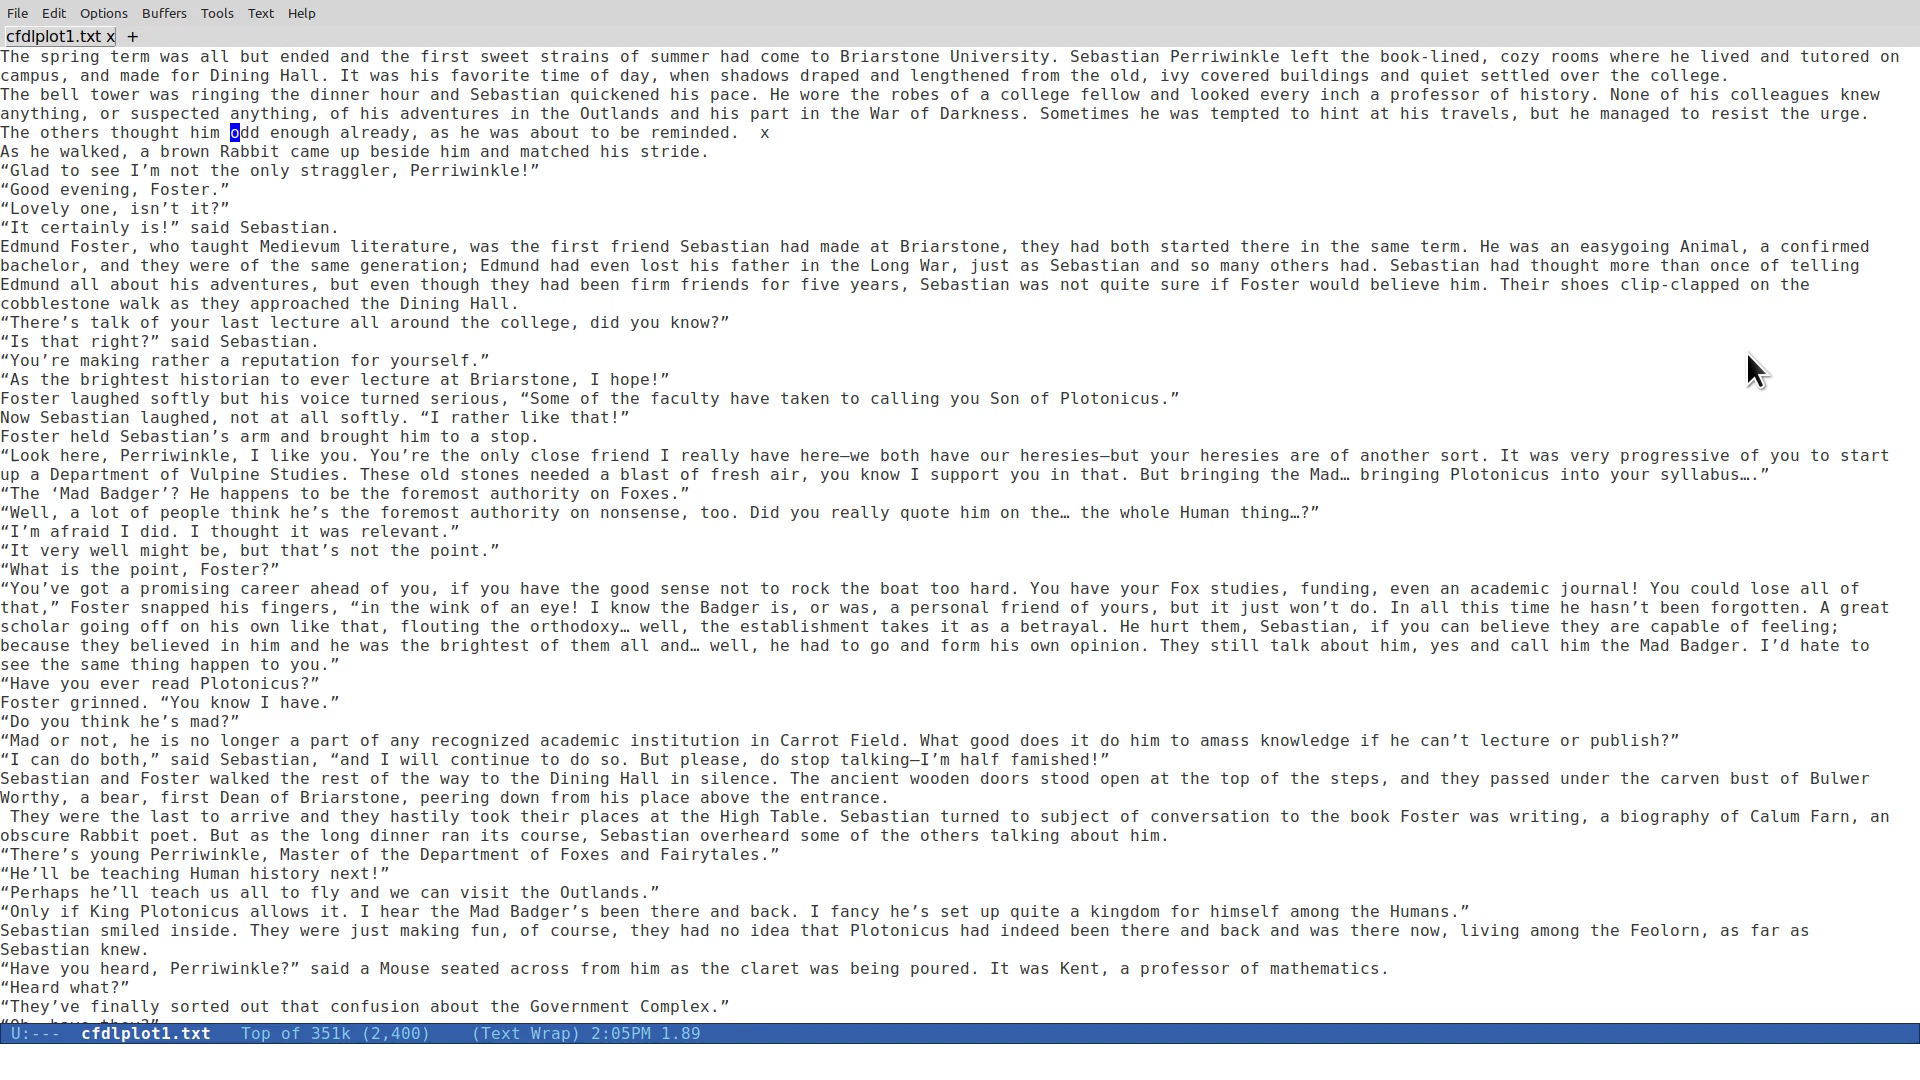 File Edit Options Buffers Tools Text Help
cfdlplot1.txt x +
The spring term was all but ended and the first sweet strains of summer had come to Briarstone University. Sebastian Perriwinkle left the book-lined, cozy rooms where he lived and tutored on
campus, and made for Dining Hall. It was his favorite time of day, when shadows draped and lengthened from the old, ivy covered buildings and quiet settled over the college.
The bell tower was ringing the dinner hour and Sebastian quickened his pace. He wore the robes of a college fellow and looked every inch a professor of history. None of his colleagues knew
anything, or suspected anything, of his adventures in the Outlands and his part in the War of Darkness. Sometimes he was tempted to hint at his travels, but he managed to resist the urge.
The others thought him odd enough already, as he was about to be reminded.  x
As he walked, a brown Rabbit came up beside him and matched his stride.
“Glad to see I’m not the only straggler, Perriwinkle!”
“Good evening, Foster.”
“Lovely one, isn’t it?”
“It certainly is!” said Sebastian.
Edmund Foster, who taught Medievum literature, was the first friend Sebastian had made at Briarstone, they had both started there in the same term. He was an easygoing Animal, a confirmed
bachelor, and they were of the same generation; Edmund had even lost his father in the Long War, just as Sebastian and so many others had. Sebastian had thought more than once of telling
Edmund all about his adventures, but even though they had been firm friends for five years, Sebastian was not quite sure if Foster would believe him. Their shoes clip-clapped on the
cobblestone walk as they approached the Dining Hall.
“There’s talk of your last lecture all around the college, did you know?”
“Is that right?” said Sebastian.
“You’re making rather a reputation for yourself.”
“As the brightest historian to ever lecture at Briarstone, I hope!”
Foster laughed softly but his voice turned serious, “Some of the faculty have taken to calling you Son of Plotonicus.”
Now Sebastian laughed, not at all softly. “I rather like that!”
Foster held Sebastian’s arm and brought him to a stop.
“Look here, Perriwinkle, I like you. You’re the only close friend I really have here—we both have our heresies—but your heresies are of another sort. It was very progressive of you to start
up a Department of Vulpine Studies. These old stones needed a blast of fresh air, you know I support you in that. But bringing the Mad… bringing Plotonicus into your syllabus….”
“The ‘Mad Badger’? He happens to be the foremost authority on Foxes.”
“Well, a lot of people think he’s the foremost authority on nonsense, too. Did you really quote him on the… the whole Human thing…?”
“I’m afraid I did. I thought it was relevant.”
“It very well might be, but that’s not the point.”
“What is the point, Foster?”
“You’ve got a promising career ahead of you, if you have the good sense not to rock the boat too hard. You have your Fox studies, funding, even an academic journal! You could lose all of
that,” Foster snapped his fingers, “in the wink of an eye! I know the Badger is, or was, a personal friend of yours, but it just won’t do. In all this time he hasn’t been forgotten. A great
scholar going off on his own like that, flouting the orthodoxy… well, the establishment takes it as a betrayal. He hurt them, Sebastian, if you can believe they are capable of feeling;
because they believed in him and he was the brightest of them all and… well, he had to go and form his own opinion. They still talk about him, yes and call him the Mad Badger. I’d hate to
see the same thing happen to you.”
“Have you ever read Plotonicus?”
Foster grinned. “You know I have.”
“Do you think he’s mad?”
“Mad or not, he is no longer a part of any recognized academic institution in Carrot Field. What good does it do him to amass knowledge if he can’t lecture or publish?”
“I can do both,” said Sebastian, “and I will continue to do so. But please, do stop talking—I’m half famished!”
Sebastian and Foster walked the rest of the way to the Dining Hall in silence. The ancient wooden doors stood open at the top of the steps, and they passed under the carven bust of Bulwer
Worthy, a bear, first Dean of Briarstone, peering down from his place above the entrance.
 They were the last to arrive and they hastily took their places at the High Table. Sebastian turned to subject of conversation to the book Foster was writing, a biography of Calum Farn, an
obscure Rabbit poet. But as the long dinner ran its course, Sebastian overheard some of the others talking about him.
“There’s young Perriwinkle, Master of the Department of Foxes and Fairytales.”
“He’ll be teaching Human history next!”
“Perhaps he’ll teach us all to fly and we can visit the Outlands.”
“Only if King Plotonicus allows it. I hear the Mad Badger’s been there and back. I fancy he’s set up quite a kingdom for himself among the Humans.”
Sebastian smiled inside. They were just making fun, of course, they had no idea that Plotonicus had indeed been there and back and was there now, living among the Feolorn, as far as
Sebastian knew.
“Have you heard, Perriwinkle?” said a Mouse seated across from him as the claret was being poured. It was Kent, a professor of mathematics.
“Heard what?”
“They’ve finally sorted out that confusion about the Government Complex.”
U:--- cfdlplot1.txt Top of 351k (2,400) (Text Wrap) 2:05PM 1.89